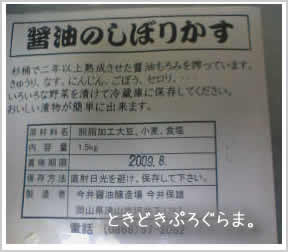 醤油のしぼりかす
杉桶で二年以上熟成させた醤油もろみを搾っています。
きゅうり、なす、にんじん、ごぼう、セロリ、・・・
いろいろな野菜を漬けて冷蔵庫に保存してください。
おいしい漬物が簡単に出来ます。
原材料 脱脂加工大豆、小麦、食塩
内容量 1.5kg
賞味期限 2009.8.
保存方法 直射日光を避け、保存して下さい。
製造者 今井醤油醸造場 今井保雄
岡山県
ときどきぷろぐらま。
電話